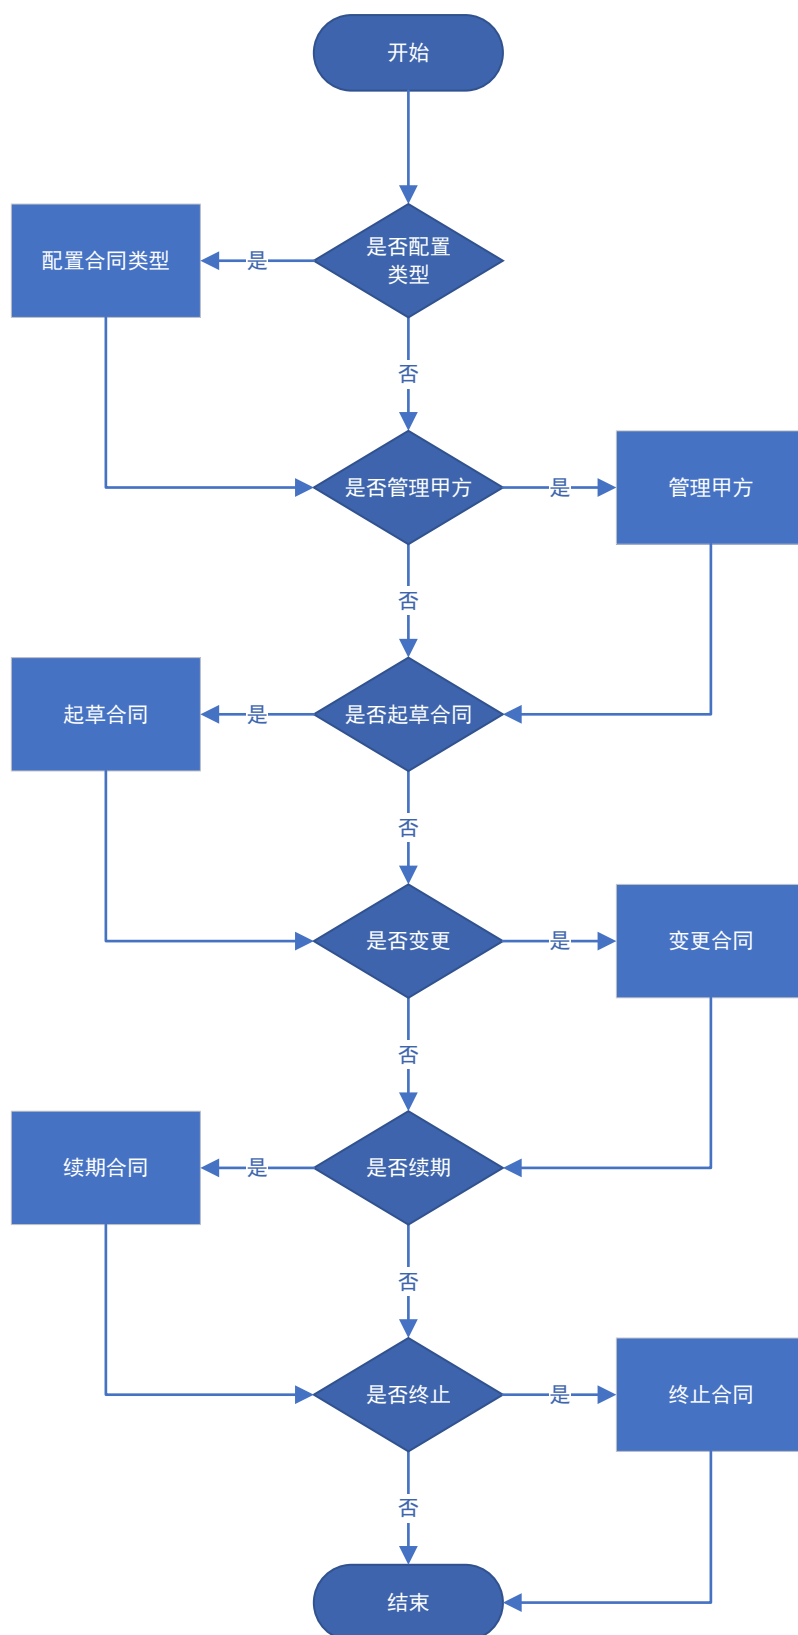 开始
是否配置
类型
是
配置合同类型
否
是否管理甲方
是
管理甲方
否
是否起草合同
是
起草合同
否
是否变更
是
变更合同
否
是否续期
是
续期合同
否
是否终止
是
终止合同
否
结束